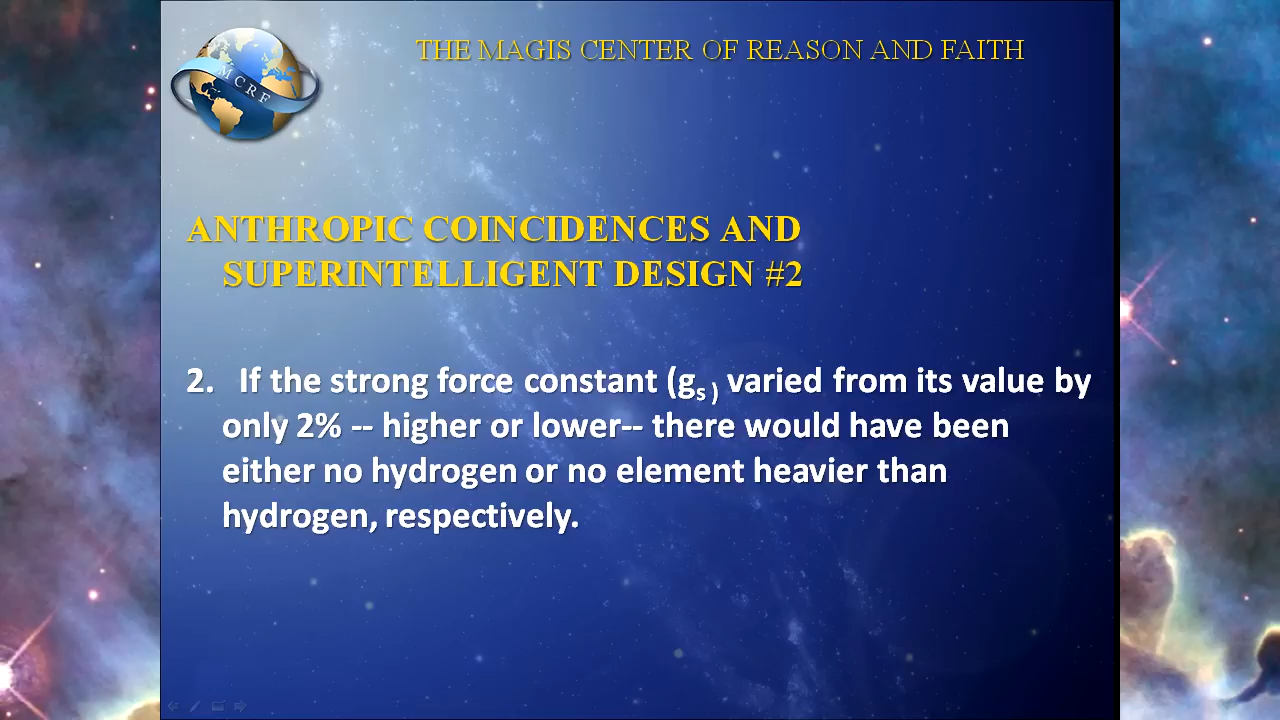 MCRF
THE MAGIS CENTER OF REASON AND FAITH
ANTHROPIC COINCIDENCES AND
SUPERINTELLIGENT DESIGN #2
2. If the strong force constant (gs) varied from its value by
only 2% -- higher or lower-- there would have been
either no hydrogen or no element heavier than
hydrogen, respectively.